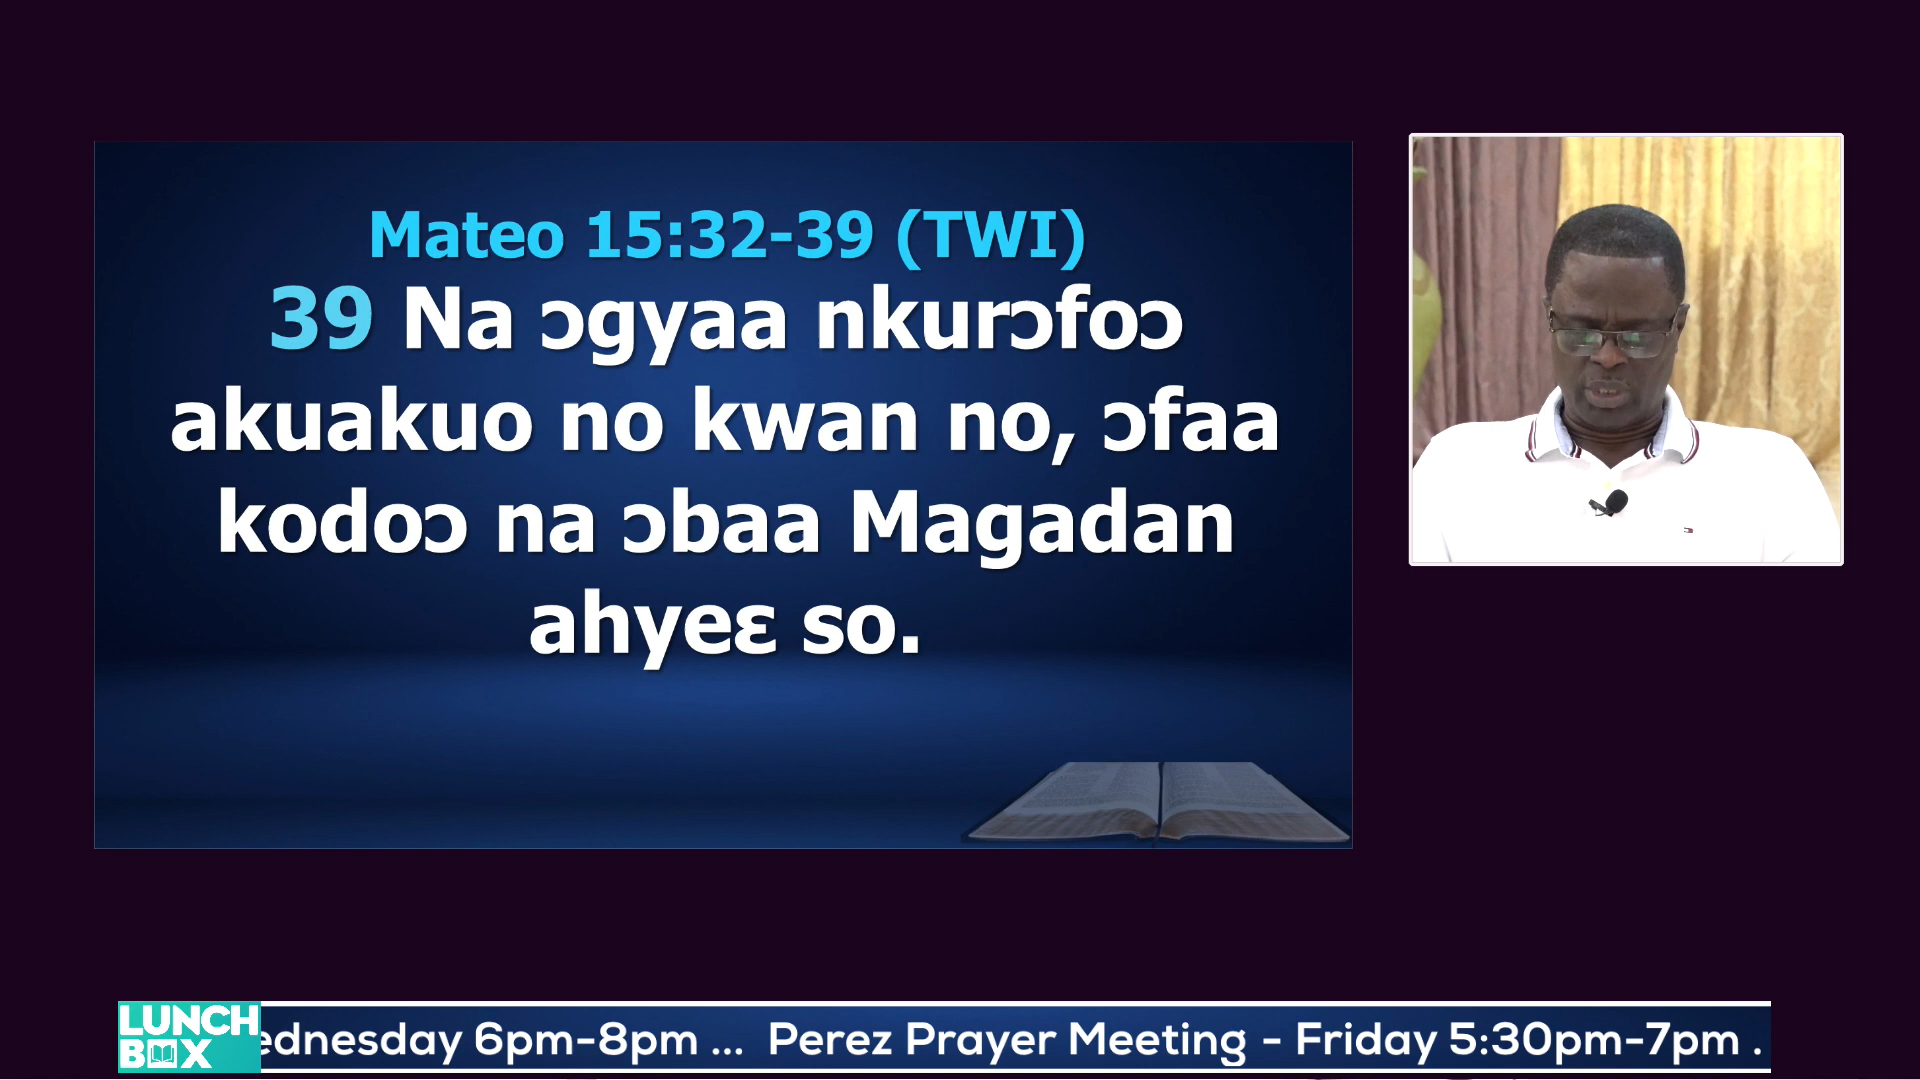 Mateo 15:32-39 (TWI)
39 Na ɔgyaa nkurɔfoɔ
akuakuo no kwan no, ɔfaa
kodoɔ na ɔbaa Magadan
ahyeɛ so.
LUNCH
BOX
ednesday 6pm-8pm ... Perez Prayer Meeting - Friday 5:30pm-7pm .